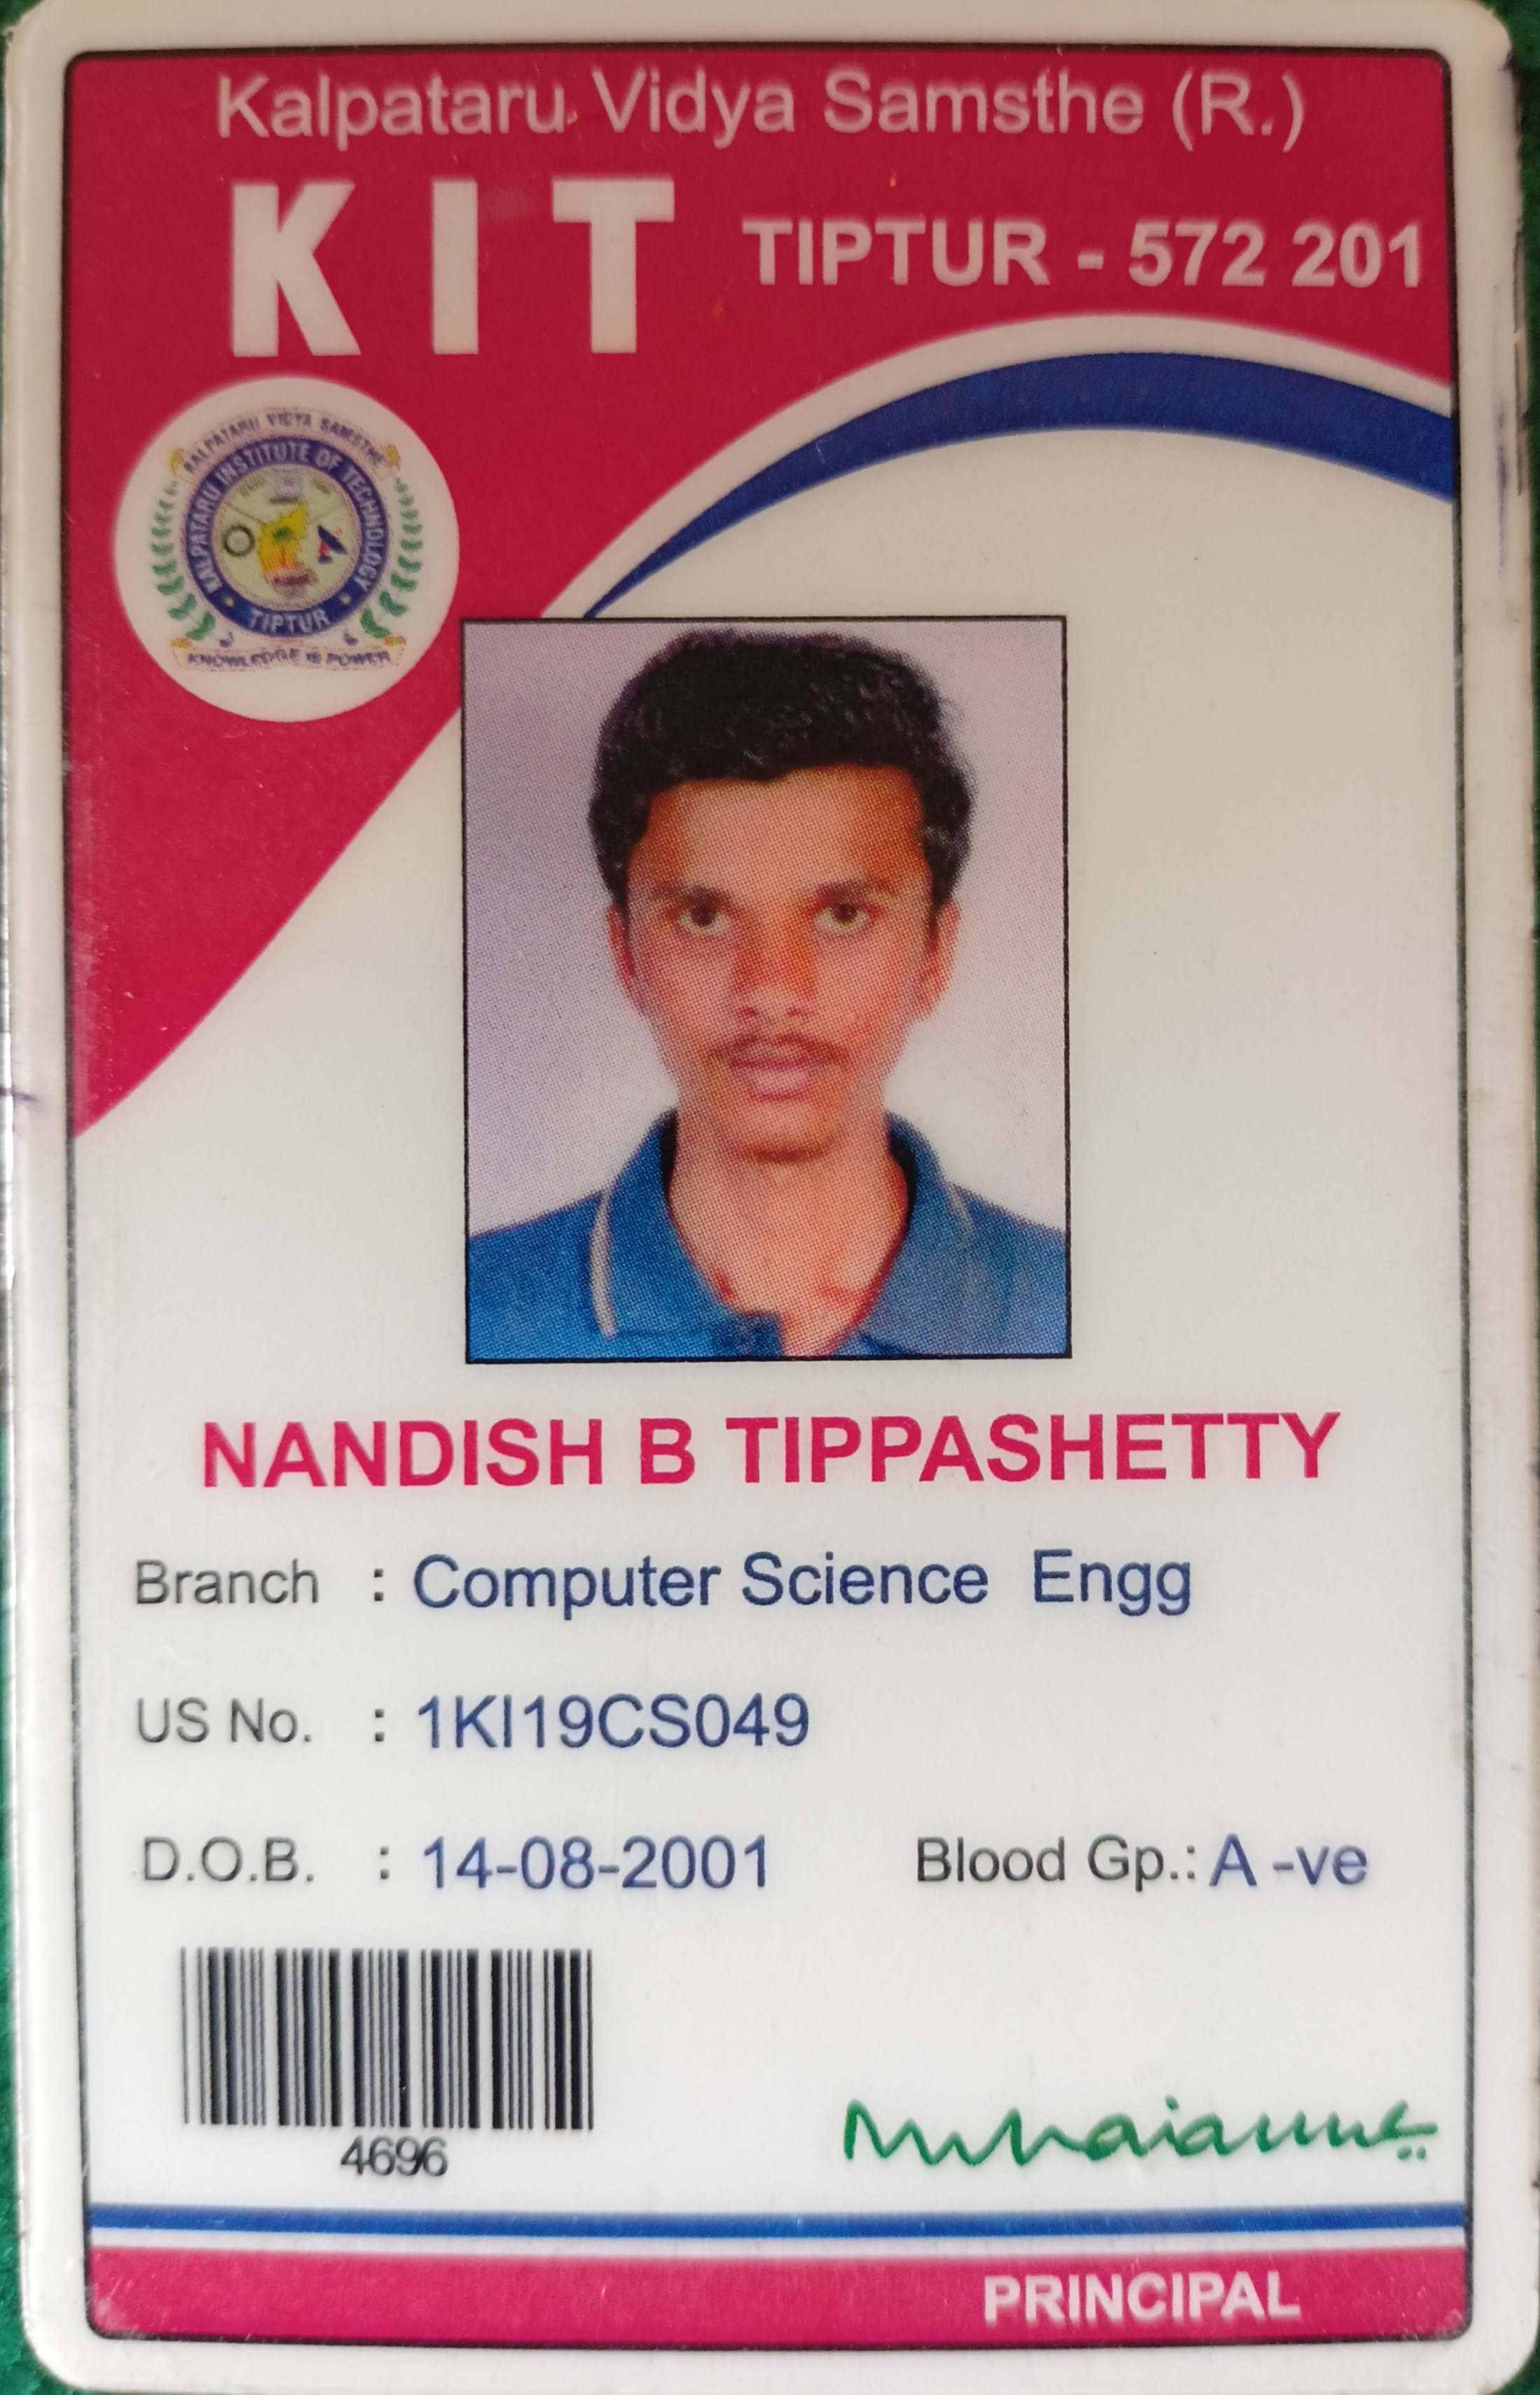 Kalpataru Vidya Samsthe (R.)
KIT TIPTUR - 572 201
KALPATARU VIDYA SAMSTHE
KALPATARU INSTITUTE OF TECHNOLOGY
TIPTUR
KNOWLEDGE IS POWER
NANDISH B TIPPASHETTY
Branch : Computer Science Engg
US No. : 1KI19CS049
D.O.B. : 14-08-2001 Blood Gp.: A -ve
4696
PRINCIPAL